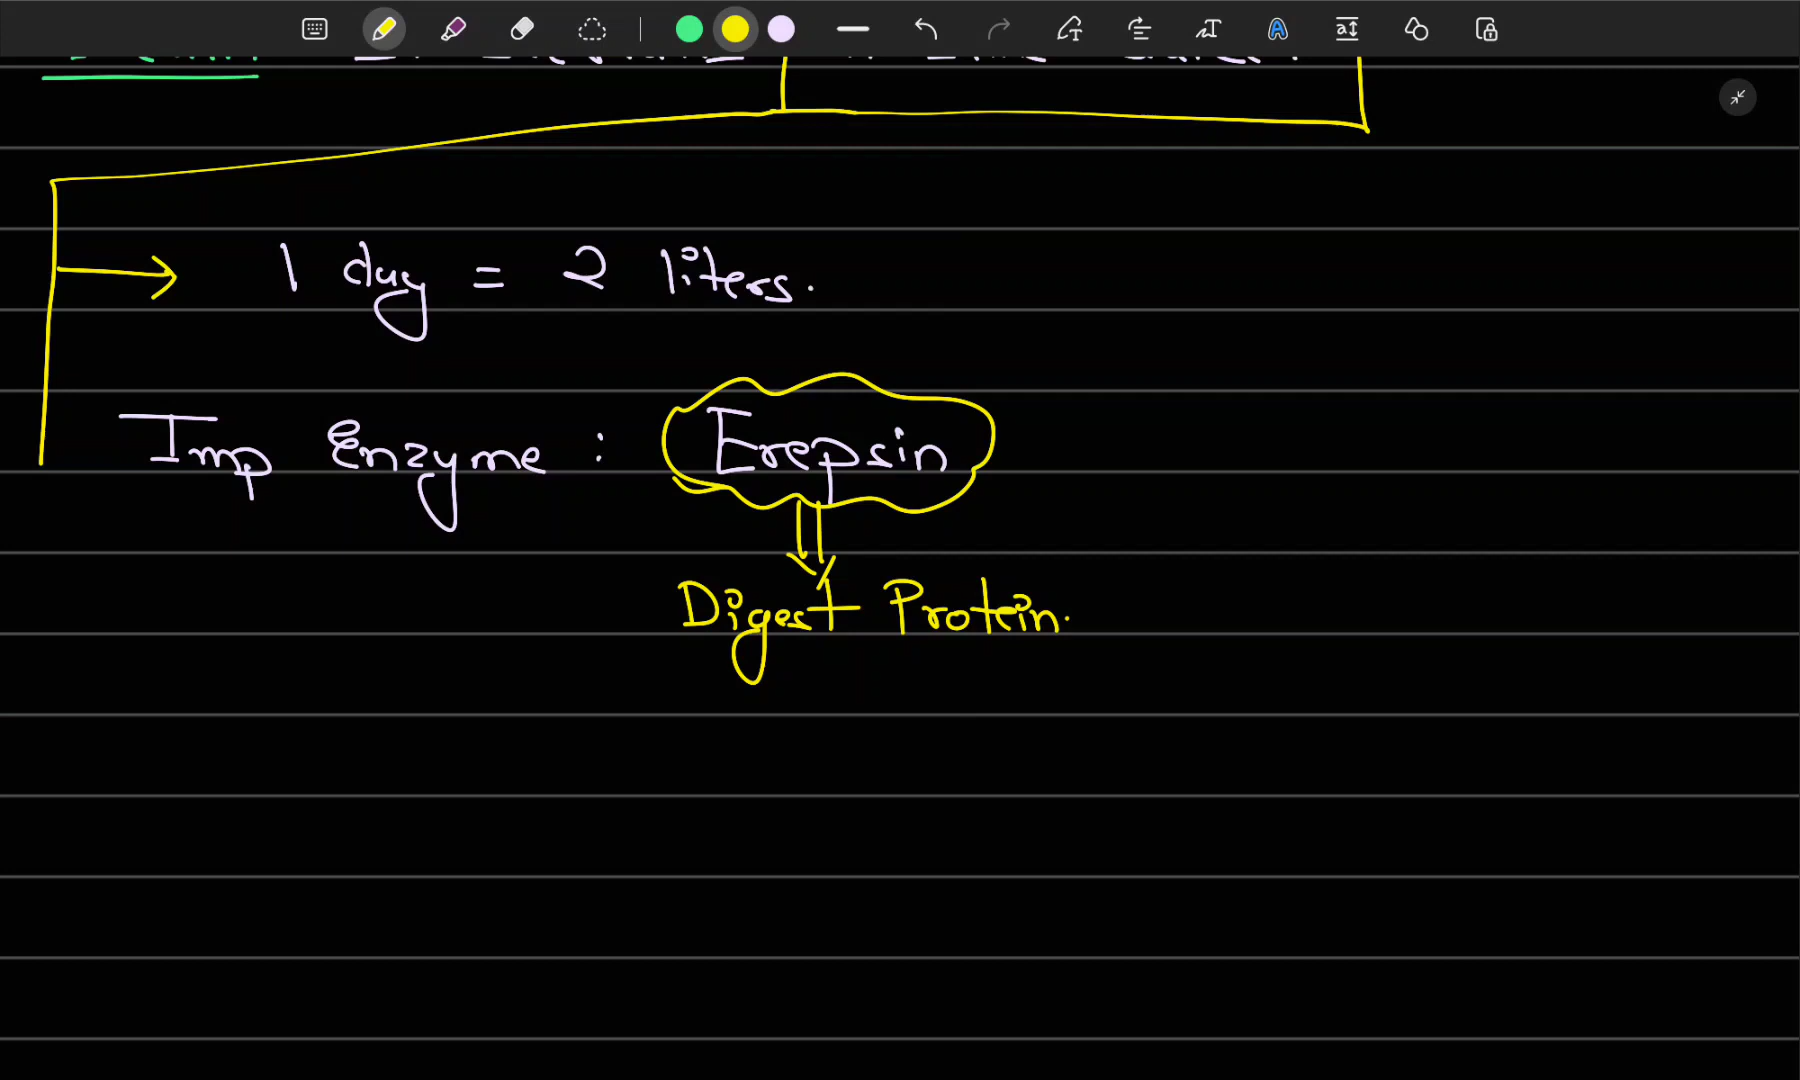 1 day = 2 liters.
Imp Enzyme : Erepsin
Digest Protein.